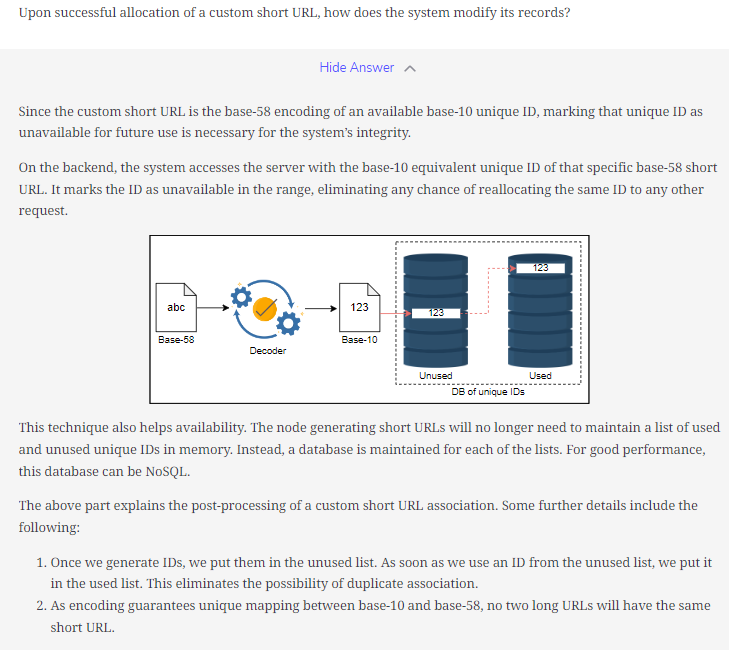 Upon successful allocation of a custom short URL, how does the system modify its records?
Hide Answer
Since the custom short URL is the base-58 encoding of an available base-10 unique ID, marking that unique ID as
unavailable for future use is necessary for the system's integrity.
On the backend, the system accesses the server with the base-10 equivalent unique ID of that specific base-58 short
URL. It marks the ID as unavailable in the range, eliminating any chance of reallocating the same ID to any other
request.
abc
Base-58
Decoder
123
Base-10
123
Unused
123
Used
DB of unique IDs
This technique also helps availability. The node generating short URLs will no longer need to maintain a list of used
and unused unique IDs in memory. Instead, a database is maintained for each of the lists. For good performance,
this database can be NoSQL.
The above part explains the post-processing of a custom short URL association. Some further details include the
following:
1. Once we generate IDs, we put them in the unused list. As soon as we use an ID from the unused list, we put it
in the used list. This eliminates the possibility of duplicate association.
2. As encoding guarantees unique mapping between base-10 and base-58, no two long URLs will have the same
short URL.